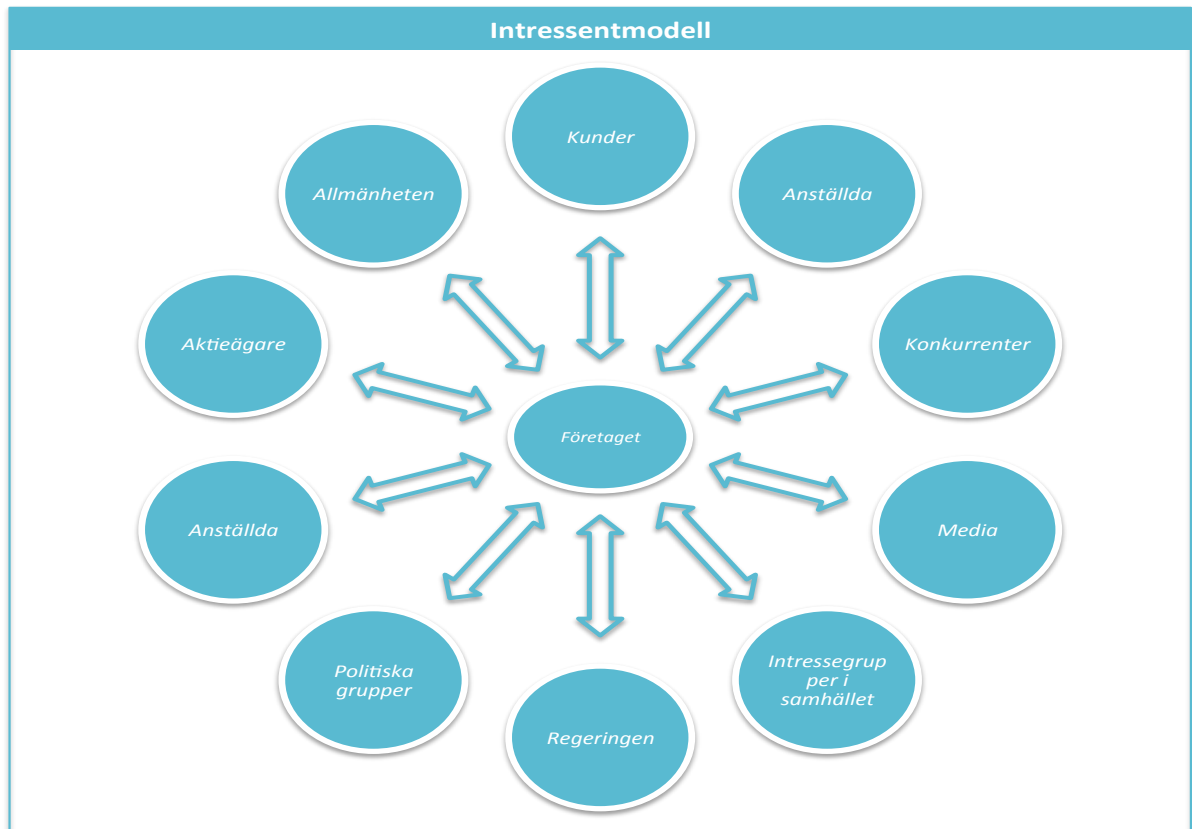 Intressentmodell
Kunder
Anställda
Konkurrenter
Media
Intressegrup
per i
samhället
Regeringen
Politiska
grupper
Anställda
Aktieägare
Allmänheten
Företaget